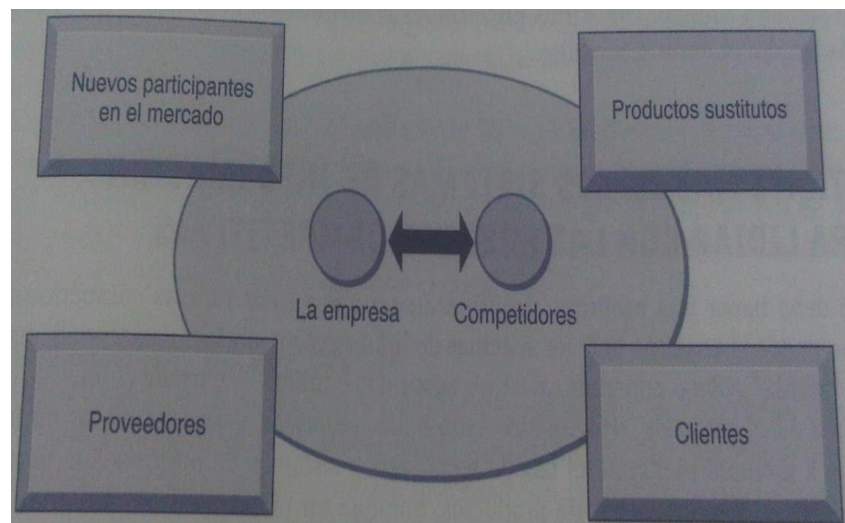 Nuevos participantes
en el mercado
Productos sustitutos
La empresa
Competidores
Proveedores
Clientes